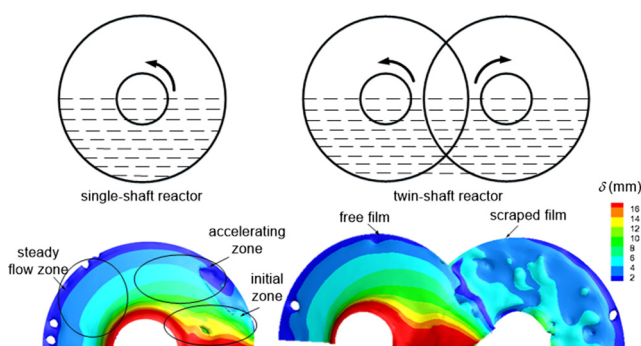 single-shaft reactor
twin-shaft reactor
δ (mm)
free film
scraped film
accelerating
zone
steady
flow zone
initial
zone
16
14
12
10
8
6
4
2